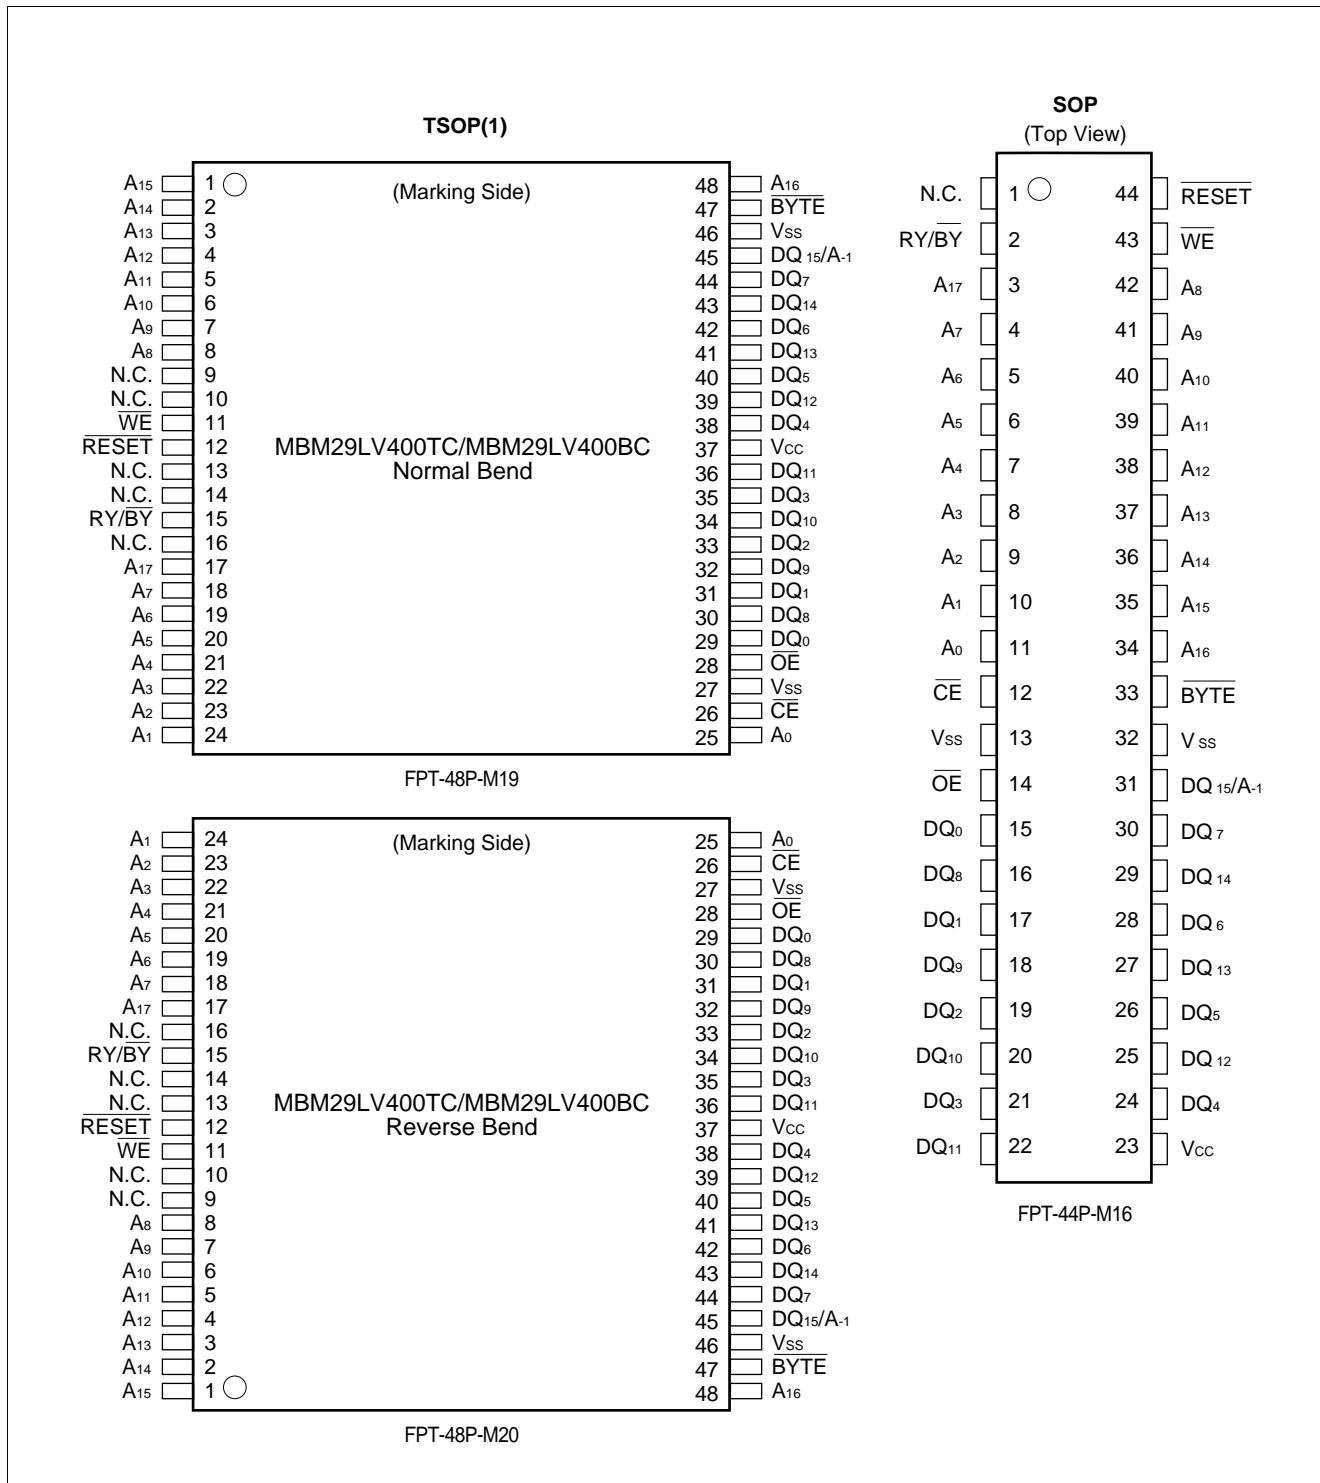 TSOP(1)
(Marking Side)
A15 1 48 A16
A14 2 47 BYTE
A13 3 46 VSS
A12 4 45 DQ 15/A-1
A11 5 44 DQ7
A10 6 43 DQ14
A9 7 42 DQ6
A8 8 41 DQ13
N.C. 9 40 DQ5
N.C. 10 39 DQ12
WE 11 38 DQ4
RESET 12 37 VCC
N.C. 13 36 DQ11
N.C. 14 35 DQ3
RY/BY 15 34 DQ10
N.C. 16 33 DQ2
A17 17 32 DQ9
A7 18 31 DQ1
A6 19 30 DQ8
A5 20 29 DQ0
A4 21 28 OE
A3 22 27 VSS
A2 23 26 CE
A1 24 25 A0
MBM29LV400TC/MBM29LV400BC
Normal Bend
FPT-48P-M19
(Marking Side)
A1 24 25 A0
A2 23 26 CE
A3 22 27 VSS
A4 21 28 OE
A5 20 29 DQ0
A6 19 30 DQ8
A7 18 31 DQ1
A17 17 32 DQ9
N.C. 16 33 DQ2
RY/BY 15 34 DQ10
N.C. 14 35 DQ3
N.C. 13 36 DQ11
RESET 12 37 VCC
WE 11 38 DQ4
N.C. 10 39 DQ12
N.C. 9 40 DQ5
A8 8 41 DQ13
A9 7 42 DQ6
A10 6 43 DQ14
A11 5 44 DQ7
A12 4 45 DQ15/A-1
A13 3 46 VSS
A14 2 47 BYTE
A15 1 48 A16
MBM29LV400TC/MBM29LV400BC
Reverse Bend
FPT-48P-M20
SOP
(Top View)
N.C. 1 44 RESET
RY/BY 2 43 WE
A17 3 42 A8
A7 4 41 A9
A6 5 40 A10
A5 6 39 A11
A4 7 38 A12
A3 8 37 A13
A2 9 36 A14
A1 10 35 A15
A0 11 34 A16
CE 12 33 BYTE
VSS 13 32 V SS
OE 14 31 DQ 15/A-1
DQ0 15 30 DQ 7
DQ8 16 29 DQ 14
DQ1 17 28 DQ 6
DQ9 18 27 DQ 13
DQ2 19 26 DQ5
DQ10 20 25 DQ 12
DQ3 21 24 DQ4
DQ11 22 23 VCC
FPT-44P-M16